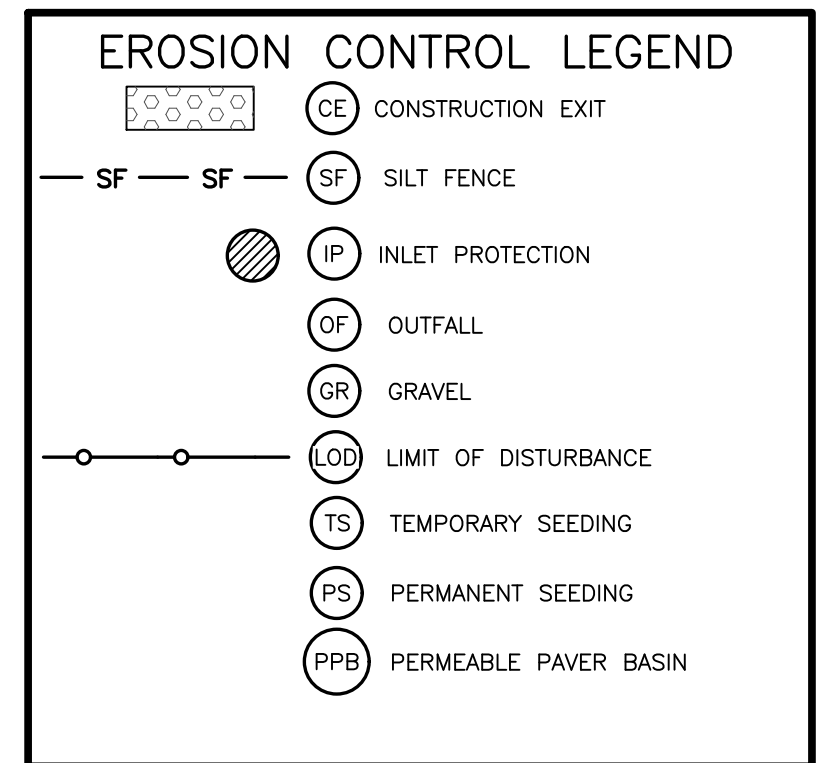 EROSION CONTROL LEGEND
CE CONSTRUCTION EXIT
SF SF SF SILT FENCE
IP INLET PROTECTION
OF OUTFALL
GR GRAVEL
LOD LIMIT OF DISTURBANCE
TS TEMPORARY SEEDING
PS PERMANENT SEEDING
PPB PERMEABLE PAVER BASIN